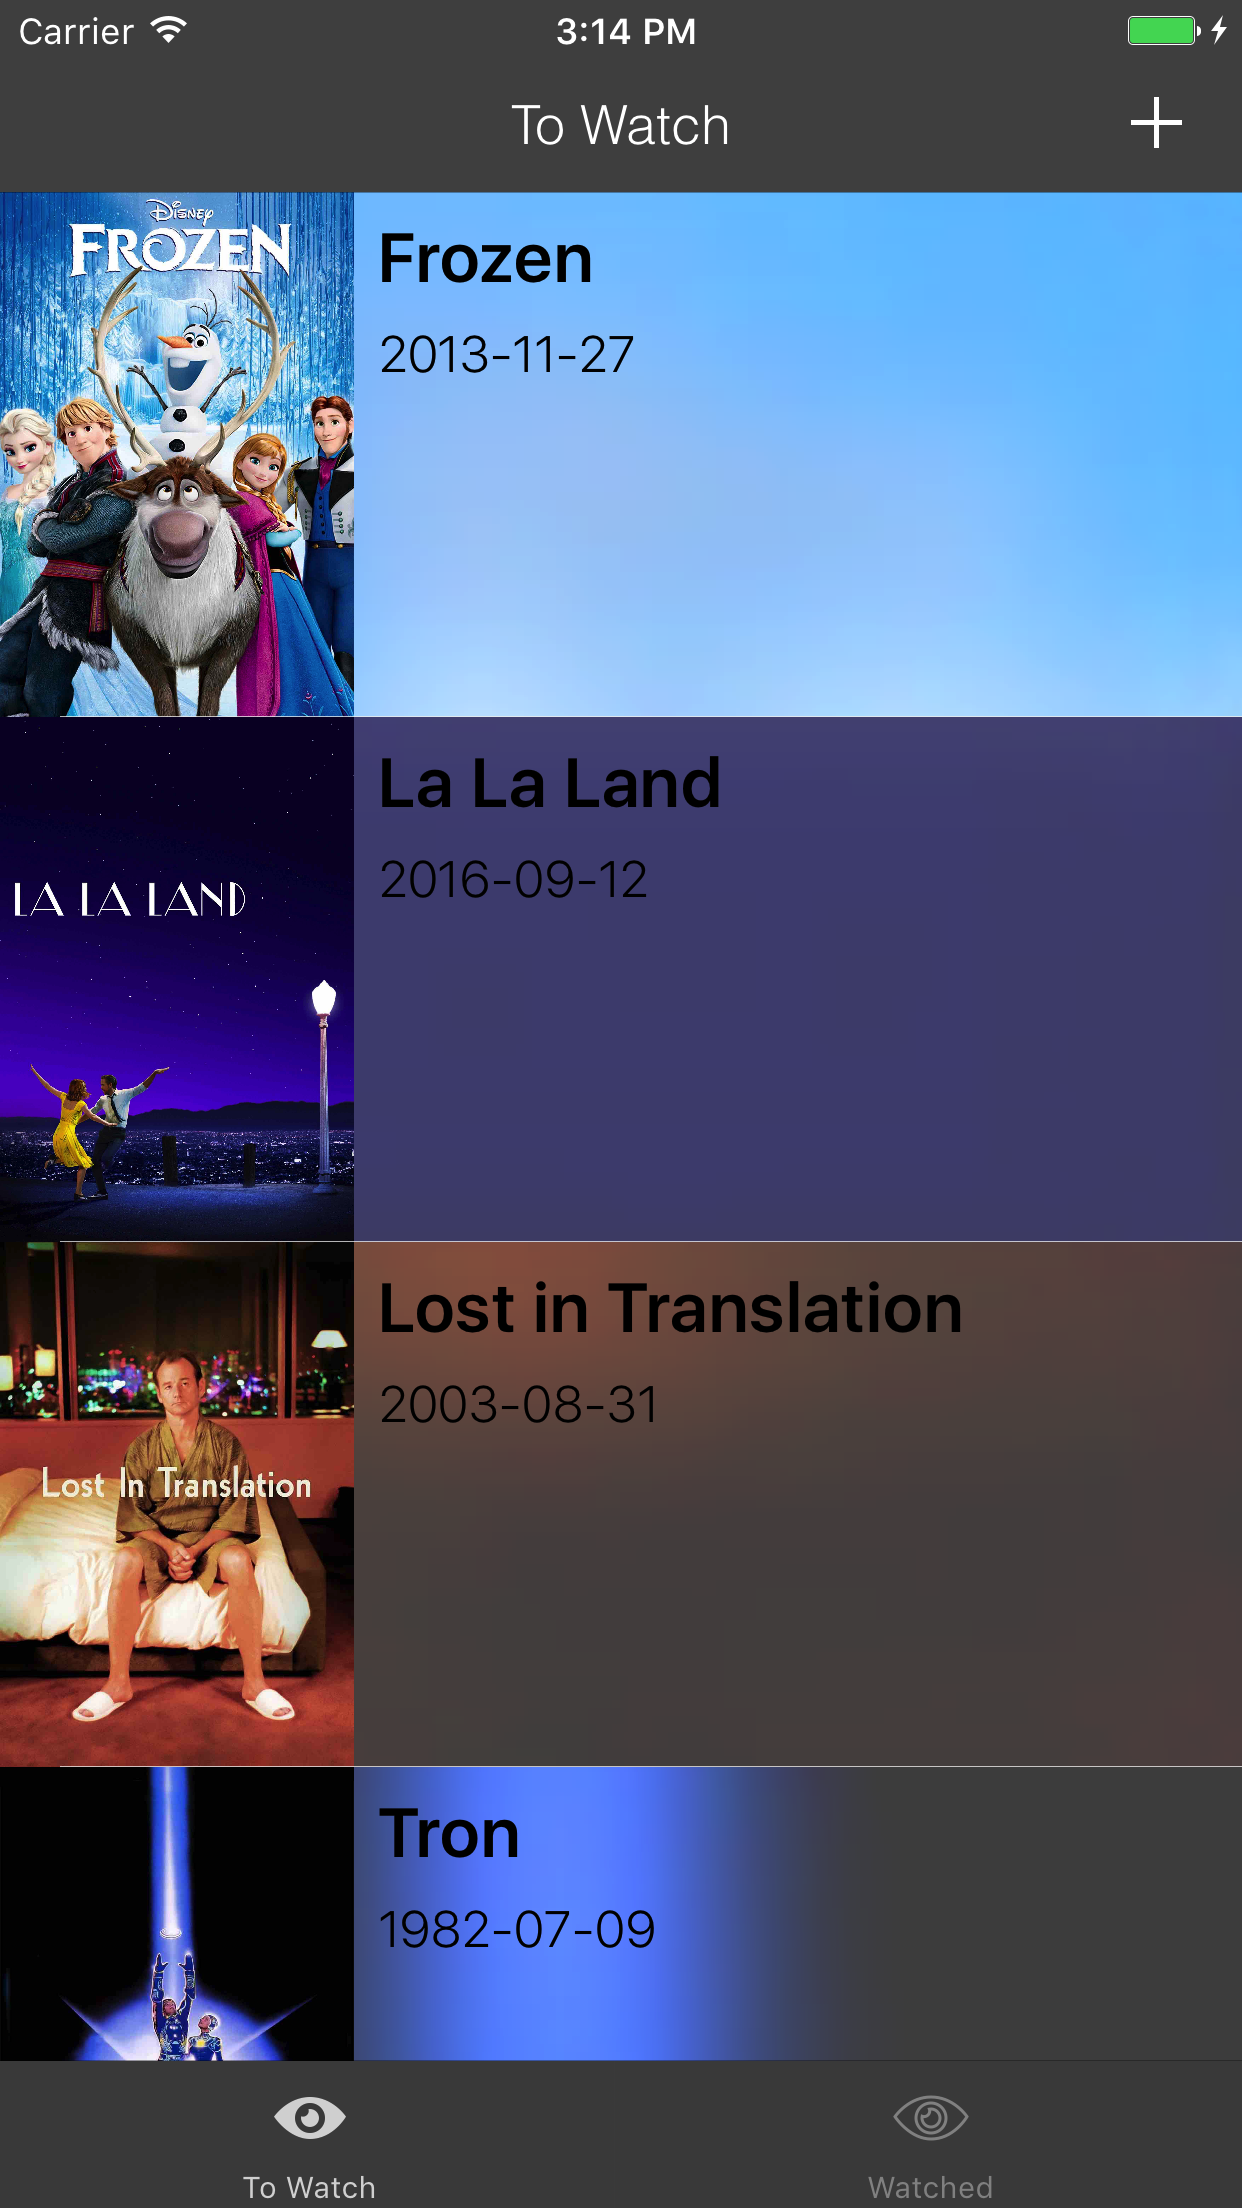 Carrier 3:14 PM
To Watch
Disney
FROZEN
Frozen
2013-11-27
LA LA LAND
La La Land
2016-09-12
Lost In Translation
Lost in Translation
2003-08-31
Tron
1982-07-09
To Watch Watched